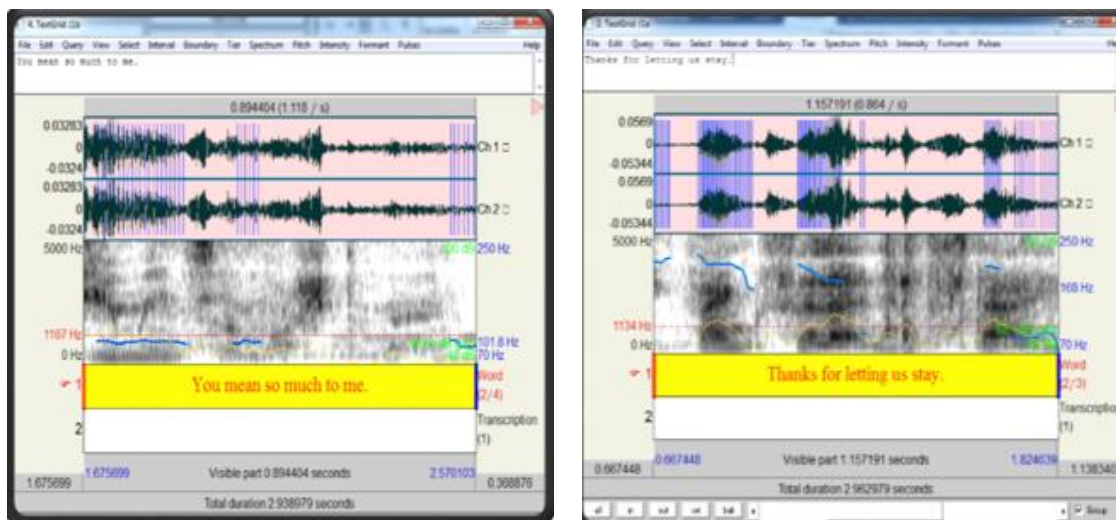 4. TextGrid
File Edit Query View Select Interval Boundary Tier Spectrum Pitch Intensity Formant Pulses Help
You mean so much to me.
0.894404 (1.118 / s)
0.03283
0
-0.0324
Ch 1
0.03283
0
-0.0324
Ch 2
5000 Hz
250 Hz
1167 Hz
101.8 Hz
0 Hz
70 Hz
1
You mean so much to me.
Word
(2/4)
2
Transcription
(1)
1.675699
1.675699
Visible part 0.894404 seconds
2.570103
0.368876
Total duration 2.938979 seconds
2. TextGrid
File Edit Query View Select Interval Boundary Tier Spectrum Pitch Intensity Formant Pulses
Thanks for letting us stay.
1.157191 (0.864 / s)
0.0569
0
-0.05344
Ch 1
0.0569
0
-0.05344
Ch 2
5000 Hz
250 Hz
168 Hz
1134 Hz
0 Hz
70 Hz
1
Thanks for letting us stay.
Word
(2/3)
2
Transcription
(1)
0.667448
0.667448
Visible part 1.157191 seconds
1.824639
1.138340
Total duration 2.962979 seconds
all in out sel bak
Group